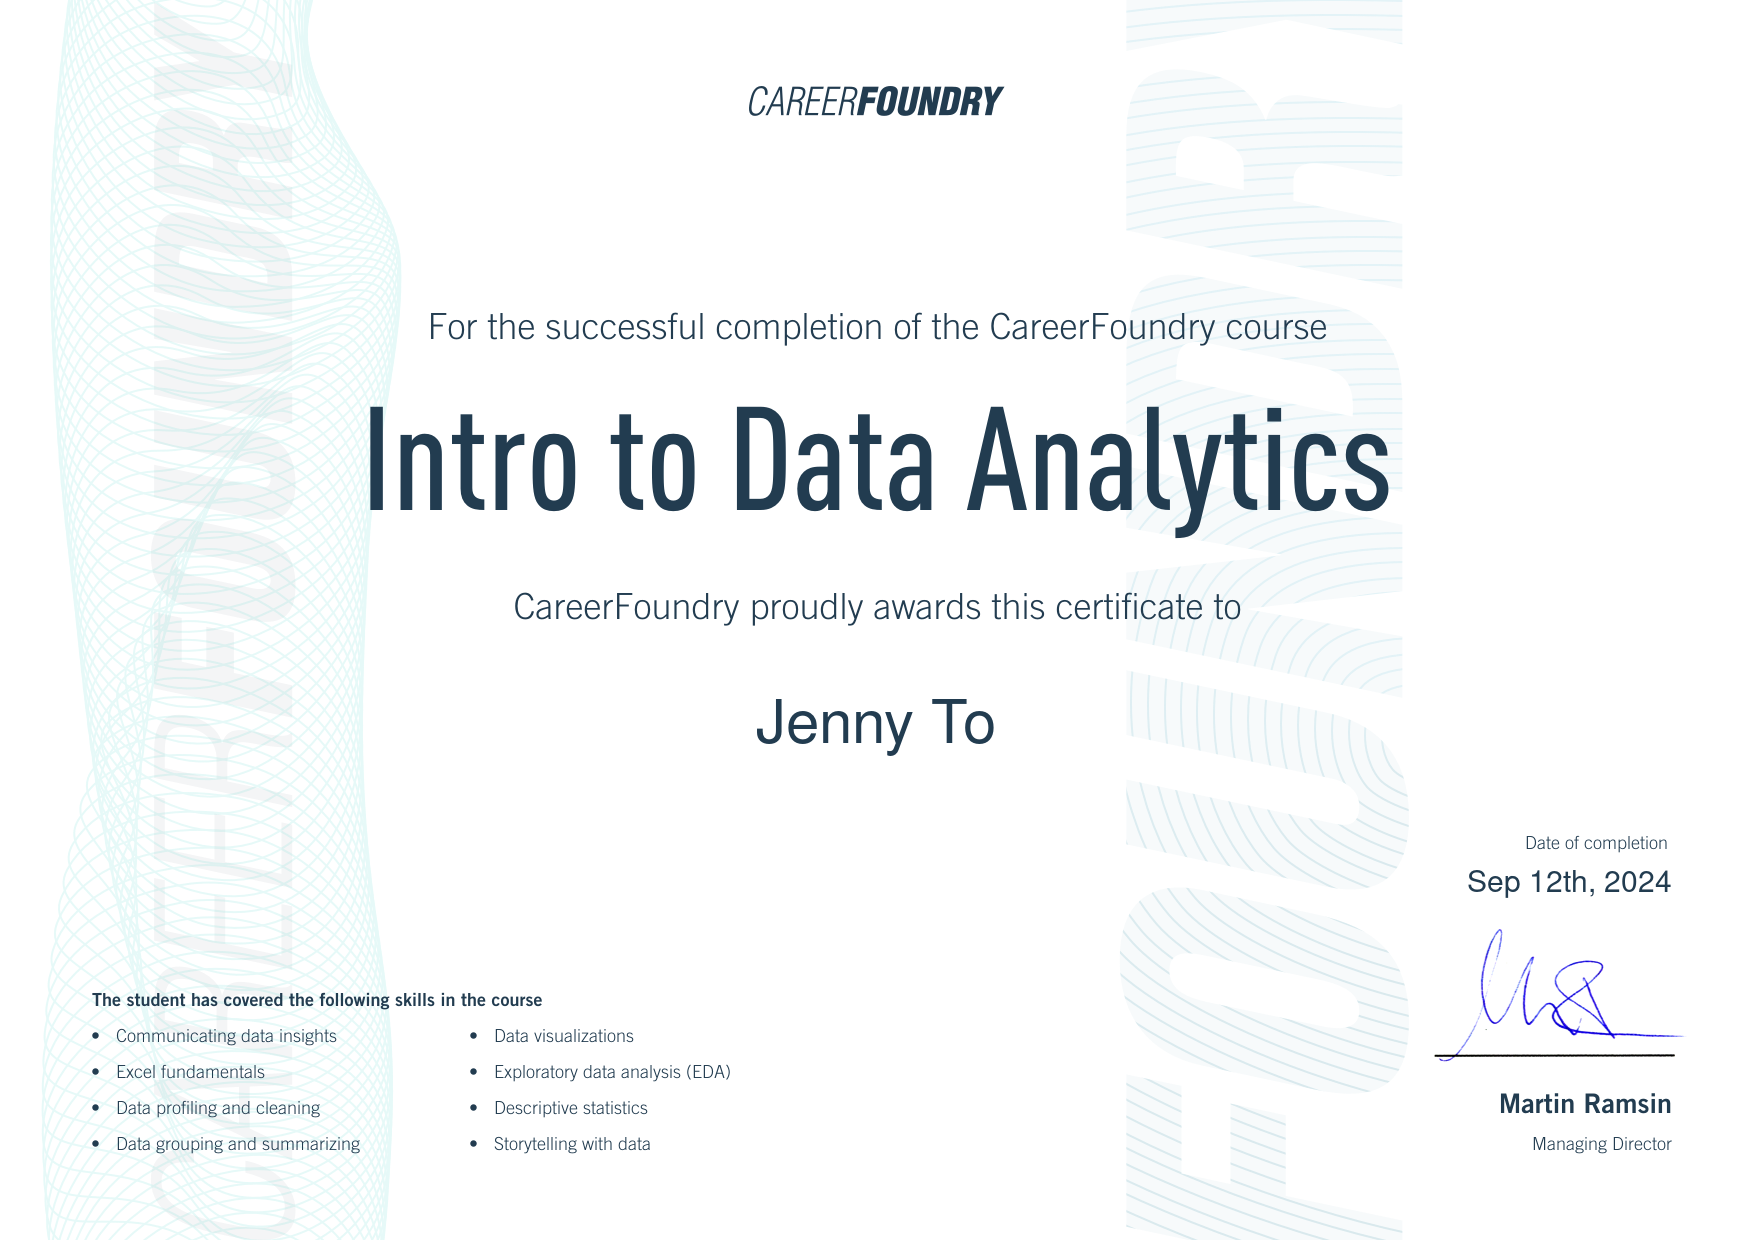 CAREERFOUNDRY
For the successful completion of the CareerFoundry course
Intro to Data Analytics
CareerFoundry proudly awards this certificate to
Jenny To
Date of completion
Sep 12th, 2024
The student has covered the following skills in the course
• Communicating data insights
• Excel fundamentals
• Data profiling and cleaning
• Data grouping and summarizing
• Data visualizations
• Exploratory data analysis (EDA)
• Descriptive statistics
• Storytelling with data
Martin Ramsin
Managing Director
CAREERFOUNDRY
FOUNDRY